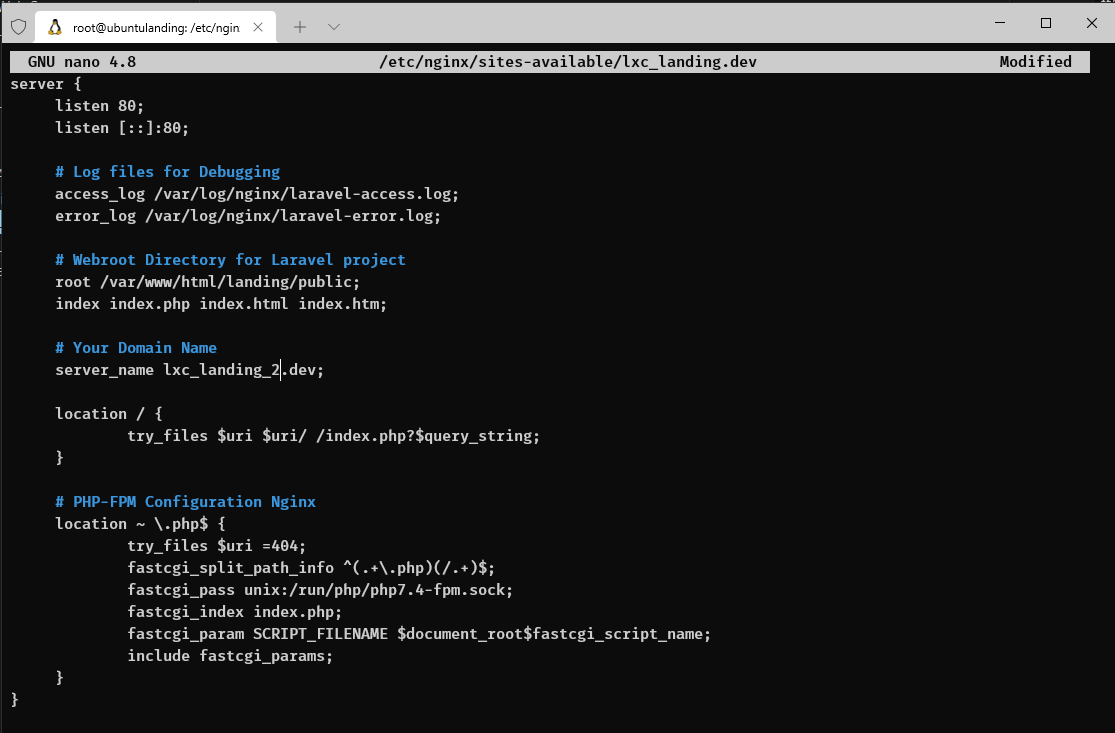 root@ubuntulanding: /etc/ngin
GNU nano 4.8 /etc/nginx/sites-available/lxc_landing.dev Modified
server {
listen 80;
listen [::]:80;
# Log files for Debugging
access_log /var/log/nginx/laravel-access.log;
error_log /var/log/nginx/laravel-error.log;
# Webroot Directory for Laravel project
root /var/www/html/landing/public;
index index.php index.html index.htm;
# Your Domain Name
server_name lxc_landing_2.dev;
location / {
try_files $uri $uri/ /index.php?$query_string;
}
# PHP-FPM Configuration Nginx
location ~ \.php$ {
try_files $uri =404;
fastcgi_split_path_info ^(.+\.php)(/.+)$;
fastcgi_pass unix:/run/php/php7.4-fpm.sock;
fastcgi_index index.php;
fastcgi_param SCRIPT_FILENAME $document_root$fastcgi_script_name;
include fastcgi_params;
}
}